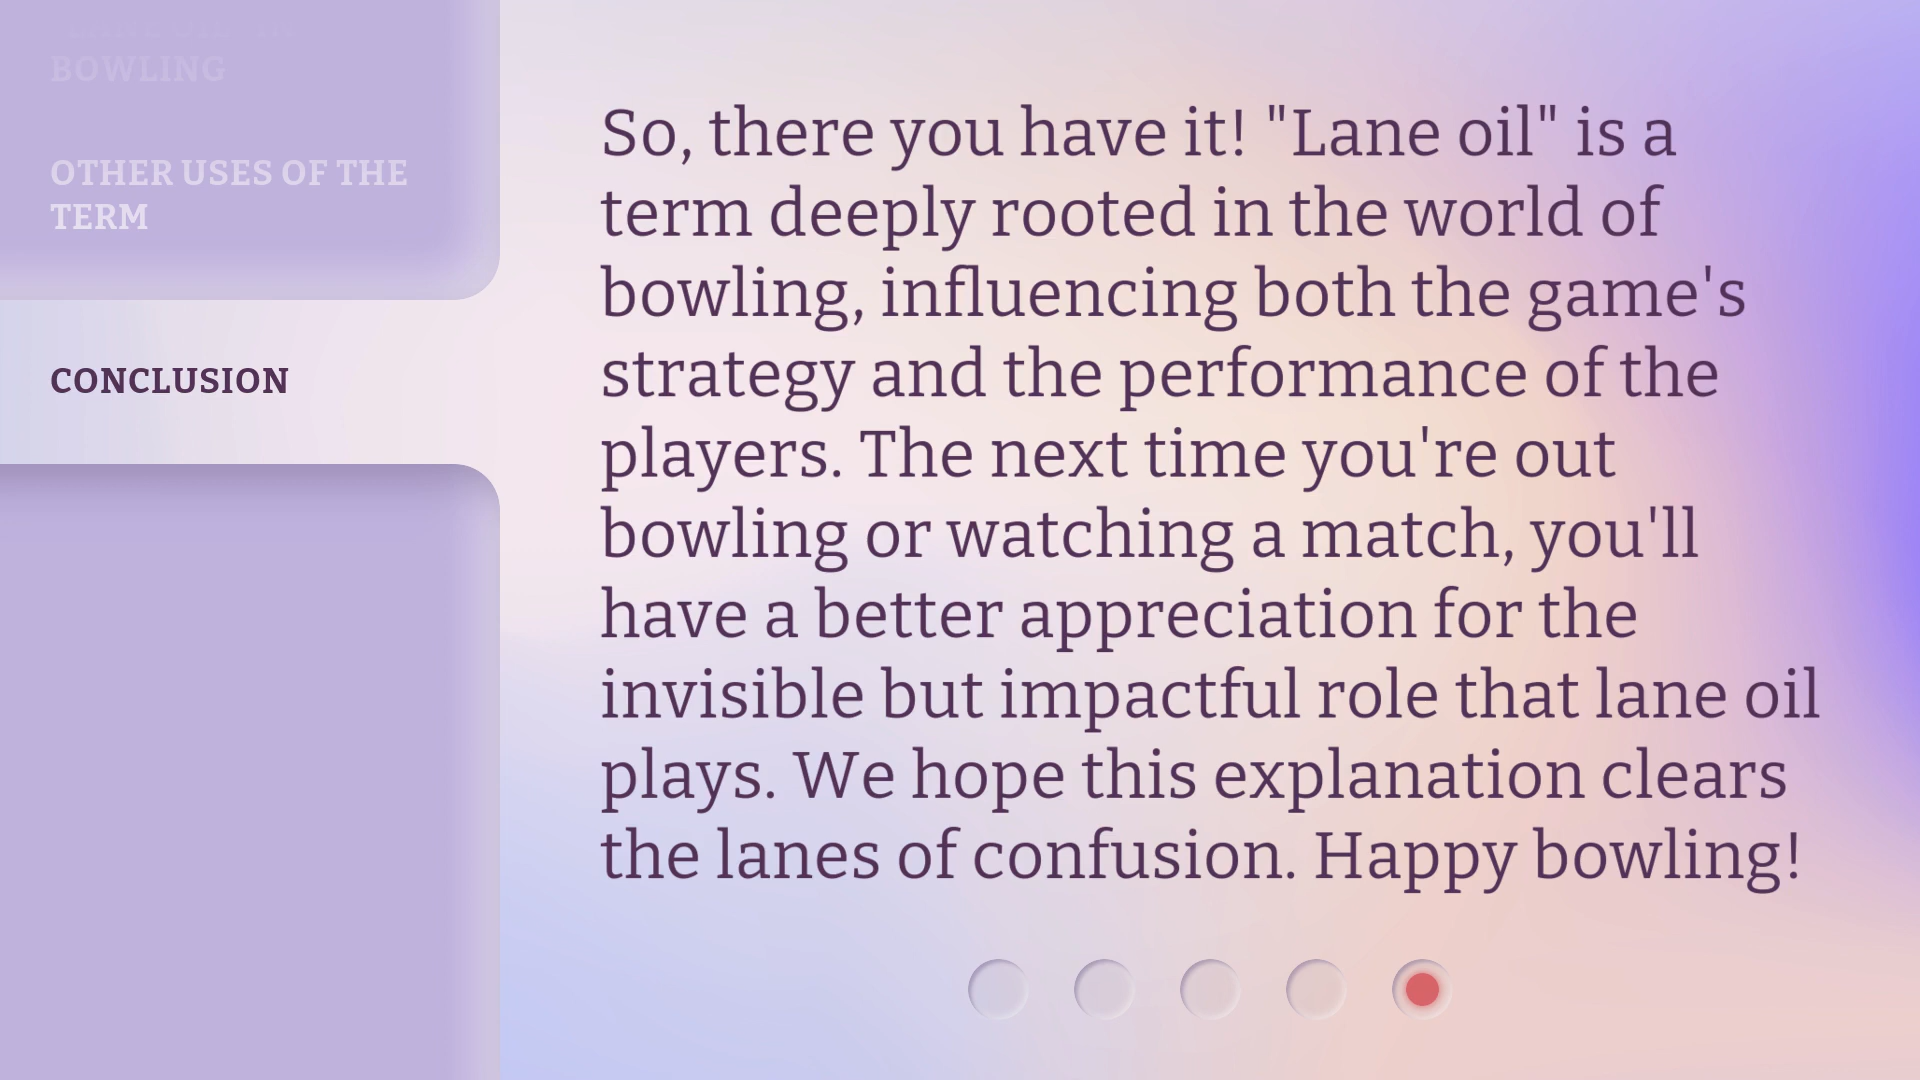 BOWLING
OTHER USES OF THE
TERM
CONCLUSION
So, there you have it! "Lane oil" is a
term deeply rooted in the world of
bowling, influencing both the game's
strategy and the performance of the
players. The next time you're out
bowling or watching a match, you'll
have a better appreciation for the
invisible but impactful role that lane oil
plays. We hope this explanation clears
the lanes of confusion. Happy bowling!